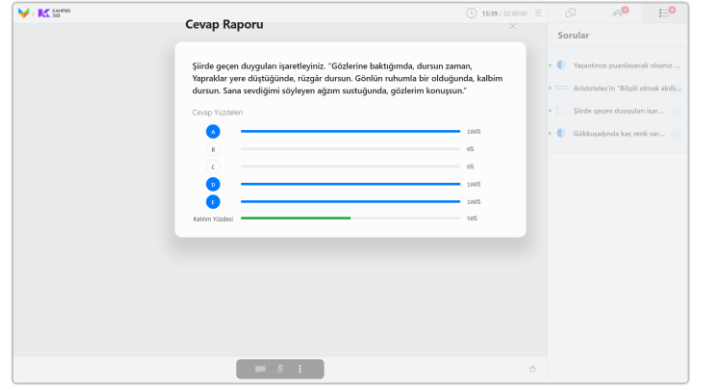 KAMPÜS
365
15:39 / 02:00:00
Cevap Raporu
Sorular
Şiirde geçen duyguları işaretleyiniz. "Gözlerine baktığımda, dursun zaman,
Yapraklar yere düştüğünde, rüzgâr dursun. Gönlün ruhumla bir olduğunda, kalbim
dursun. Sana sevdiğimi söyleyen ağzım sustuğunda, gözlerim konuşsun."
Cevap Yüzdeleri
A 100%
B 0%
C 0%
D 100%
E 100%
Katılım Yüzdesi 50%
Yaşantınızı puanlayacak olsanız ...
Aristoteles'in "Bilgili olmak akıllı...
Şiirde geçen duyguları işar...
Gökkuşağında kaç renk var...